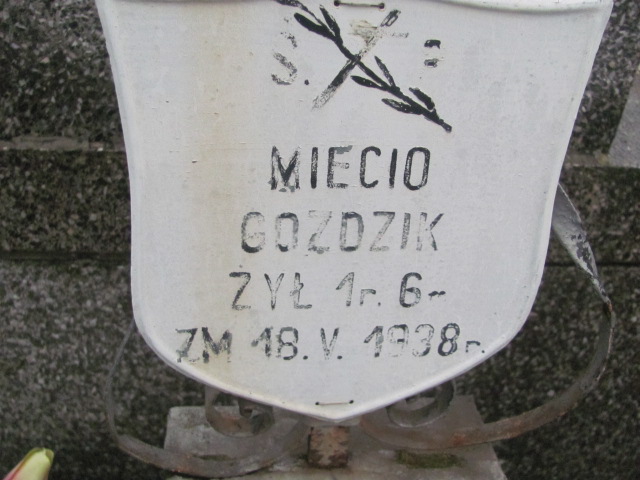 Ś. P.
MIECIO
GOZDZIK
ŻYŁ 1 r. 6 m
ZM 18. V. 1938 r.